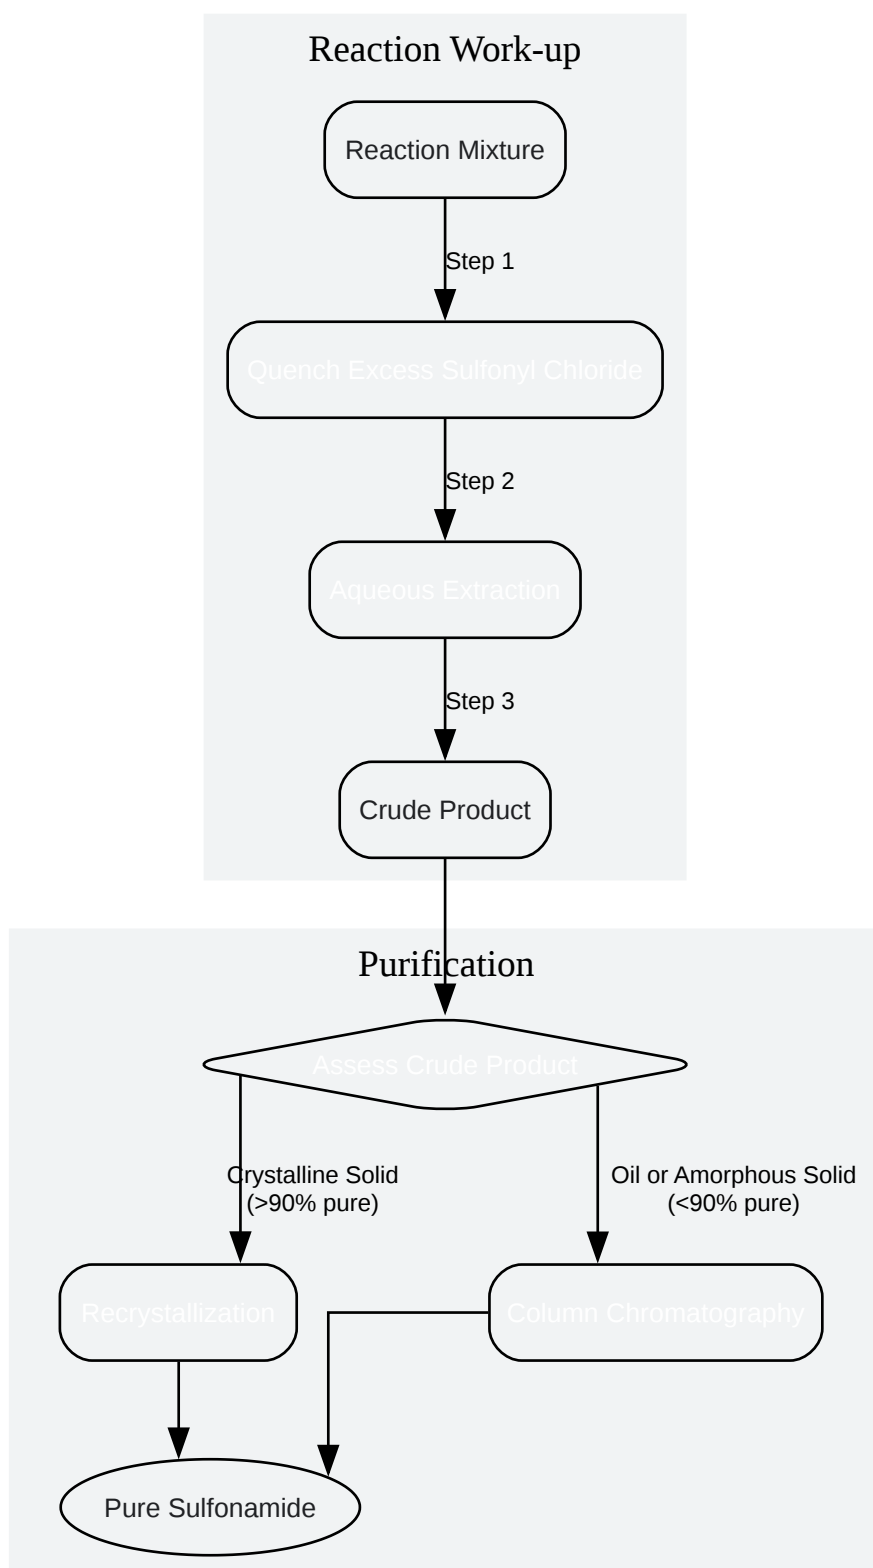 Reaction Work-up
Reaction Mixture
Step 1
Quench Excess Sulfonyl Chloride
Step 2
Aqueous Extraction
Step 3
Crude Product
Purification
Assess Crude Product
Crystalline Solid
(>90% pure)
Oil or Amorphous Solid
(<90% pure)
Recrystallization
Column Chromatography
Pure Sulfonamide